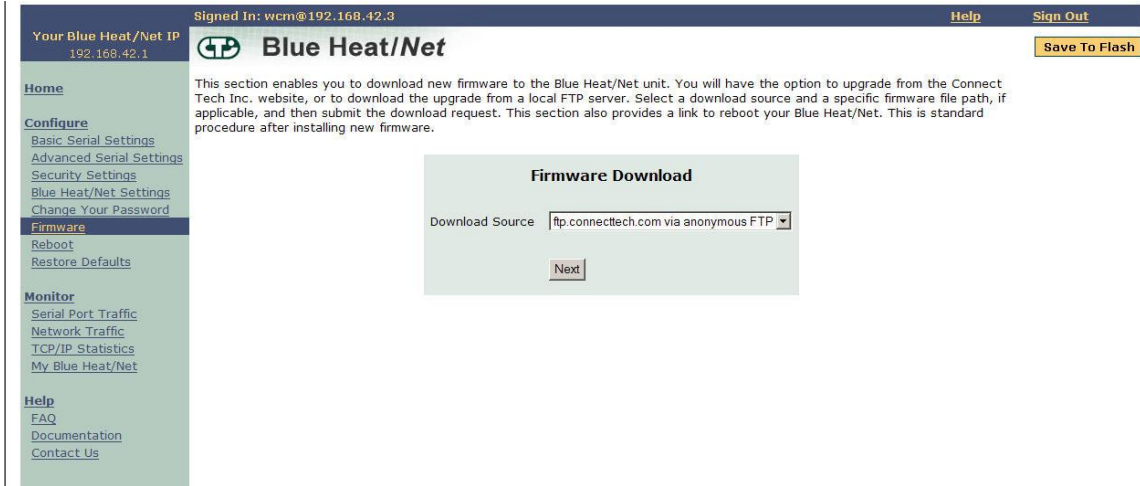 Signed In: wcm@192.168.42.3
Help
Sign Out
Your Blue Heat/Net IP
192.168.42.1
CTi
Blue Heat/Net
Save To Flash
Home
Configure
Basic Serial Settings
Advanced Serial Settings
Security Settings
Blue Heat/Net Settings
Change Your Password
Firmware
Reboot
Restore Defaults
Monitor
Serial Port Traffic
Network Traffic
TCP/IP Statistics
My Blue Heat/Net
Help
FAQ
Documentation
Contact Us
This section enables you to download new firmware to the Blue Heat/Net unit. You will have the option to upgrade from the Connect
Tech Inc. website, or to download the upgrade from a local FTP server. Select a download source and a specific firmware file path, if
applicable, and then submit the download request. This section also provides a link to reboot your Blue Heat/Net. This is standard
procedure after installing new firmware.
Firmware Download
Download Source
ftp.connecttech.com via anonymous FTP
Next